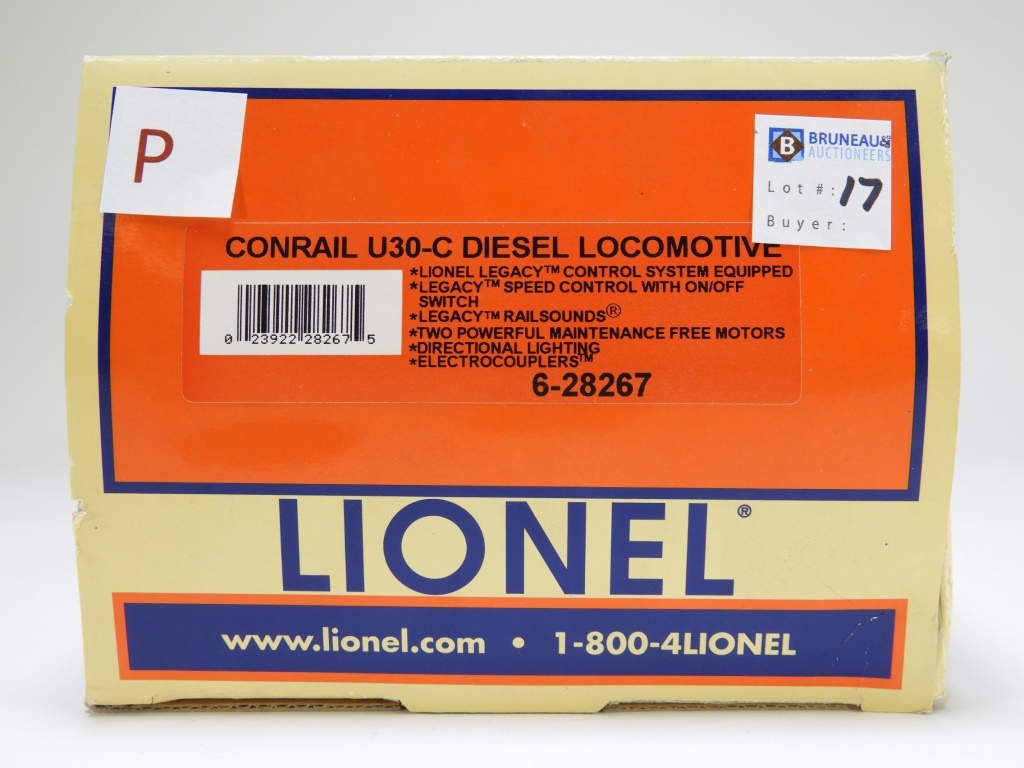 P
BRUNEAU &
AUCTIONEERS
Lot #: 17
Buyer:
CONRAIL U30-C DIESEL LOCOMOTIVE
*LIONEL LEGACY™ CONTROL SYSTEM EQUIPPED
*LEGACY™ SPEED CONTROL WITH ON/OFF
SWITCH
*LEGACY™ RAILSOUNDS®
*TWO POWERFUL MAINTENANCE FREE MOTORS
*DIRECTIONAL LIGHTING
*ELECTROCOUPLERS™
0 23922 28267 5
6-28267
LIONEL®
www.lionel.com • 1-800-4LIONEL